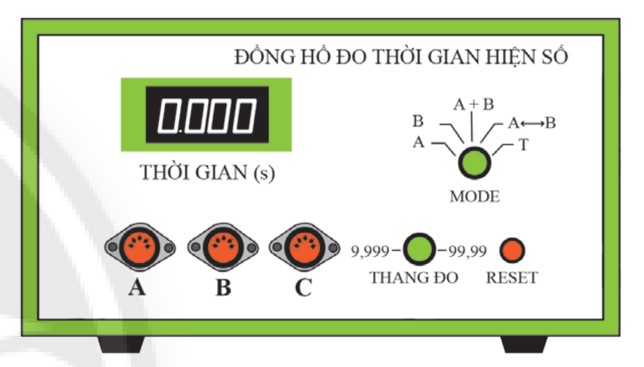 ĐỒNG HỒ ĐO THỜI GIAN HIỆN SỐ
0.000
THỜI GIAN (s)
A + B
B
A↔B
A
T
MODE
9,999
99,99
A
B
C
THANG ĐO
RESET